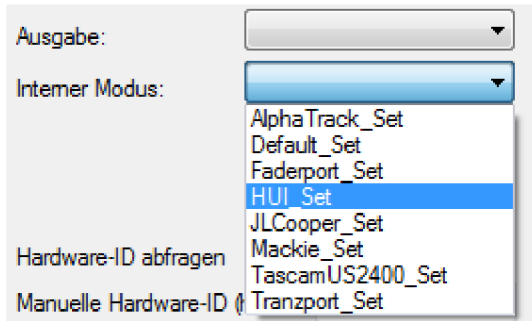 Ausgabe:
Interner Modus:
AlphaTrack_Set
Default_Set
Faderport_Set
HUI_Set
JLCooper_Set
Mackie_Set
TascamUS2400_Set
Tranzport_Set
Hardware-ID abfragen
Manuelle Hardware-ID (